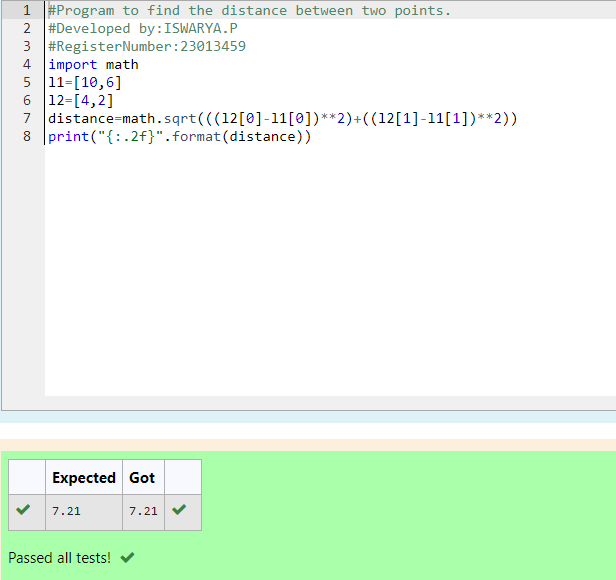 1 #Program to find the distance between two points.
2 #Developed by:ISWARYA.P
3 #RegisterNumber:23013459
4 import math
5 l1=[10,6]
6 l2=[4,2]
7 distance=math.sqrt(((l2[0]-l1[0])**2)+((l2[1]-l1[1])**2))
8 print("{:.2f}".format(distance))
Expected Got
✔ 7.21 7.21 ✔
Passed all tests! ✔